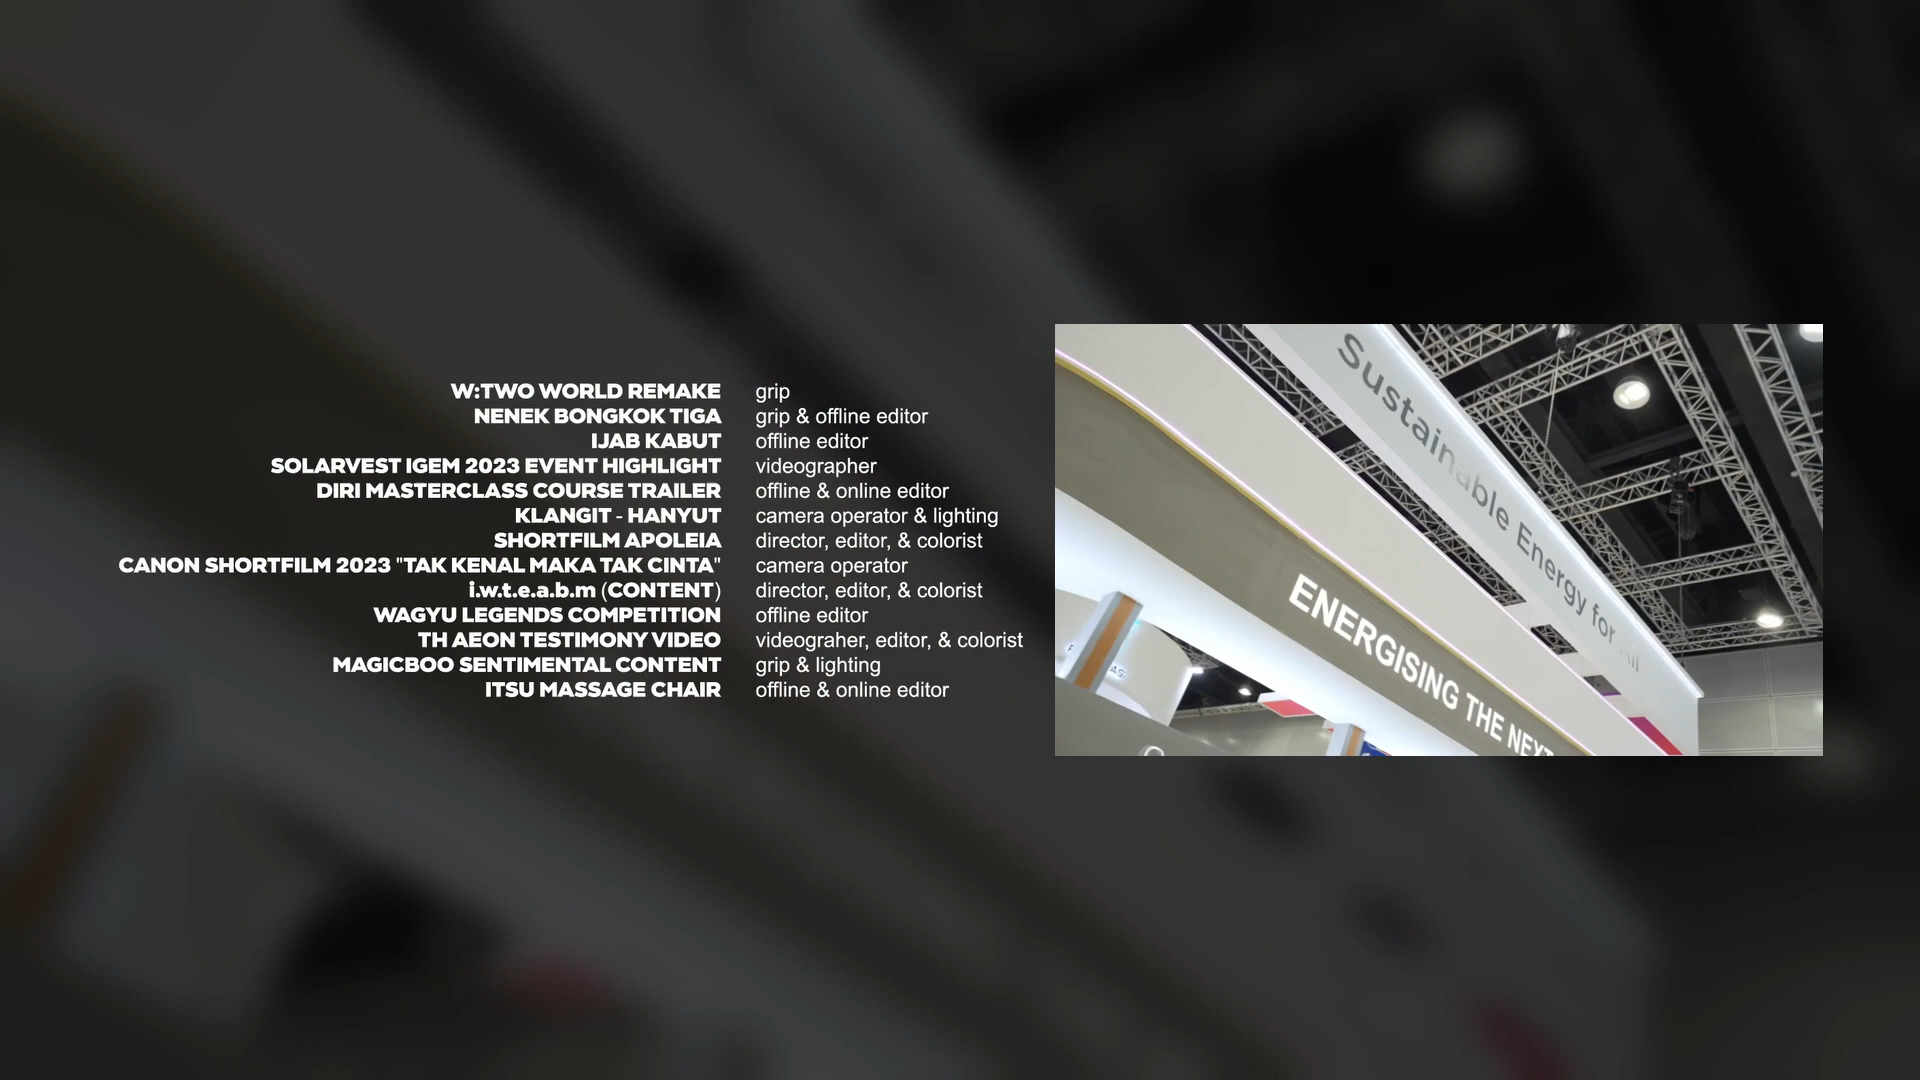 W:TWO WORLD REMAKE grip
NENEK BONGKOK TIGA grip & offline editor
IJAB KABUT offline editor
SOLARVEST IGEM 2023 EVENT HIGHLIGHT videographer
DIRI MASTERCLASS COURSE TRAILER offline & online editor
KLANGIT - HANYUT camera operator & lighting
SHORTFILM APOLEIA director, editor, & colorist
CANON SHORTFILM 2023 "TAK KENAL MAKA TAK CINTA" camera operator
i.w.t.e.a.b.m (CONTENT) director, editor, & colorist
WAGYU LEGENDS COMPETITION offline editor
TH AEON TESTIMONY VIDEO videograher, editor, & colorist
MAGICBOO SENTIMENTAL CONTENT grip & lighting
ITSU MASSAGE CHAIR offline & online editor
Sustainable Energy for All
ENERGISING THE NEXT